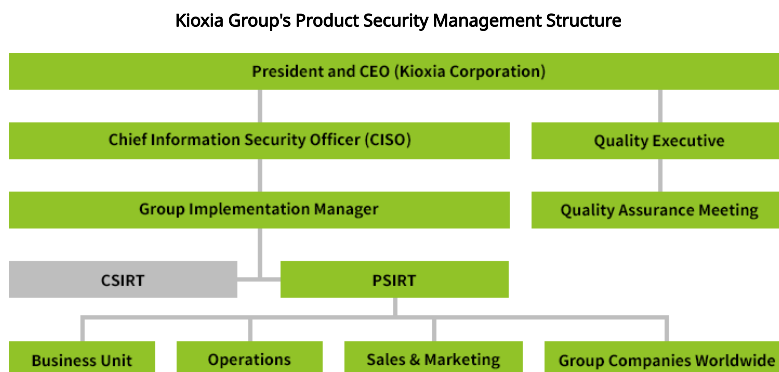 Kioxia Group's Product Security Management Structure
President and CEO (Kioxia Corporation)
Chief Information Security Officer (CISO)
Quality Executive
Group Implementation Manager
Quality Assurance Meeting
CSIRT
PSIRT
Business Unit
Operations
Sales & Marketing
Group Companies Worldwide